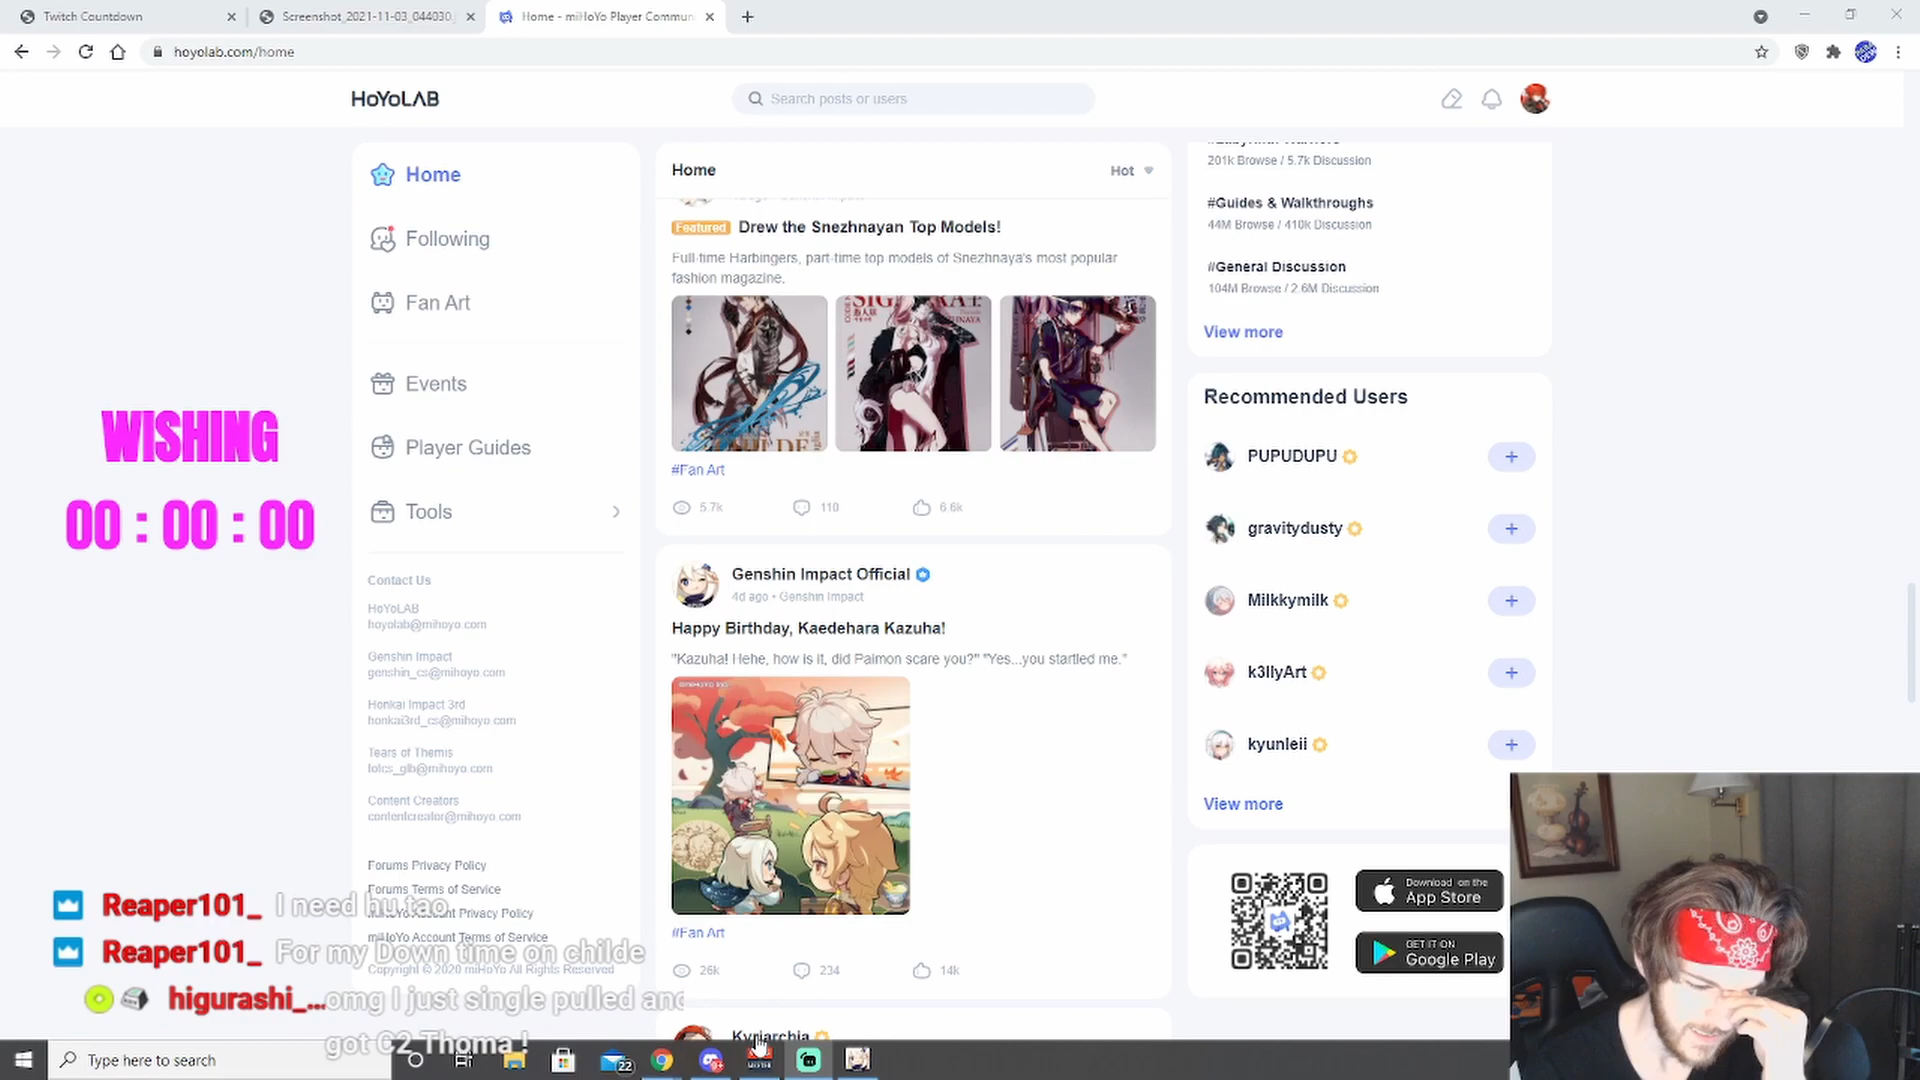 Twitch Countdown
Screenshot_2021-11-03_044030.
Home - miHoYo Player Commun
hoyolab.com/home
HoYoLAB
Search posts or users
Home
Following
Fan Art
Events
Player Guides
Tools
Contact Us
HoYoLAB
hoyolab@mihoyo.com
Genshin Impact
genshin_cs@mihoyo.com
Honkai Impact 3rd
honkai3rd_cs@mihoyo.com
Tears of Themis
totcs_glb@mihoyo.com
Content Creators
contentcreator@mihoyo.com
Forums Privacy Policy
Forums Terms of Service
miHoYo Account Privacy Policy
miHoYo Account Terms of Service
Copyright © 2020 miHoYo All Rights Reserved
WISHING
00 : 00 : 00
Reaper101_ I need hu tao
Reaper101_ For my Down time on childe
higurashi_... omg I just single pulled and
got C2 Thoma !
Home
Hot
Featured Drew the Snezhnayan Top Models!
Full-time Harbingers, part-time top models of Snezhnaya's most popular
fashion magazine.
#Fan Art
5.7k 110 6.6k
Genshin Impact Official
4d ago • Genshin Impact
Happy Birthday, Kaedehara Kazuha!
"Kazuha! Hehe, how is it, did Paimon scare you?" "Yes...you startled me."
#Fan Art
26k 234 14k
Kyriarchia
201k Browse / 5.7k Discussion
#Guides & Walkthroughs
44M Browse / 410k Discussion
#General Discussion
104M Browse / 2.6M Discussion
View more
Recommended Users
PUPUDUPU
gravitydusty
Milkkymilk
k3llyArt
kyunleii
View more
Download on the
App Store
GET IT ON
Google Play
Type here to search
22